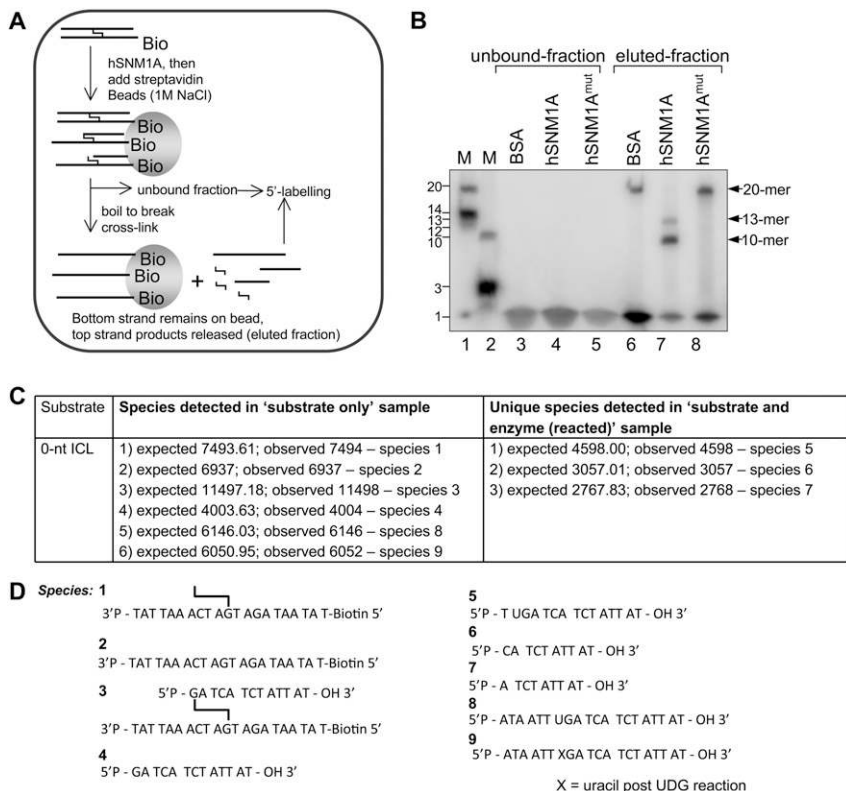 A
Bio
hSNM1A, then
add streptavidin
Beads (1M NaCl)
Bio
Bio
Bio
unbound fraction
5'-labelling
boil to break
cross-link
Bio
Bio
Bio
+
Bottom strand remains on bead,
top strand products released (eluted fraction)
B
unbound-fraction eluted-fraction
M M BSA hSNM1A hSNM1Amut BSA hSNM1A hSNM1Amut
20
14
13
12
10
3
1
20-mer
13-mer
10-mer
1 2 3 4 5 6 7 8
C
Substrate Species detected in ‘substrate only’ sample Unique species detected in ‘substrate and
enzyme (reacted)’ sample
0-nt ICL 1) expected 7493.61; observed 7494 – species 1 1) expected 4598.00; observed 4598 – species 5
2) expected 6937; observed 6937 – species 2 2) expected 3057.01; observed 3057 – species 6
3) expected 11497.18; observed 11498 – species 3 3) expected 2767.83; observed 2768 – species 7
4) expected 4003.63; observed 4004 – species 4
5) expected 6146.03; observed 6146 – species 8
6) expected 6050.95; observed 6052 – species 9
D
Species: 1
3'P - TAT TAA ACT AGT AGA TAA TA T-Biotin 5'
2
3'P - TAT TAA ACT AGT AGA TAA TA T-Biotin 5'
3
5'P - GA TCA TCT ATT AT - OH 3'
3'P - TAT TAA ACT AGT AGA TAA TA T-Biotin 5'
4
5'P - GA TCA TCT ATT AT - OH 3'
5
5'P - T UGA TCA TCT ATT AT - OH 3'
6
5'P - CA TCT ATT AT - OH 3'
7
5'P - A TCT ATT AT - OH 3'
8
5'P - ATA ATT UGA TCA TCT ATT AT - OH 3'
9
5'P - ATA ATT XGA TCA TCT ATT AT - OH 3'
X = uracil post UDG reaction